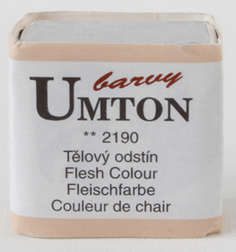 barvy
UMTON
** 2190
Tělový odstín
Flesh Colour
Fleischfarbe
Couleur de chair